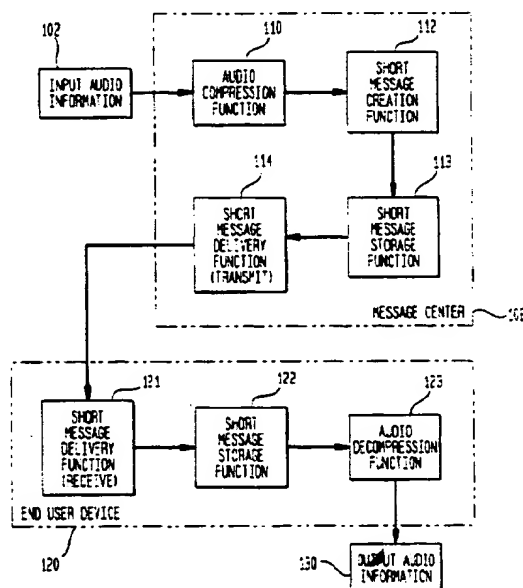 102
INPUT AUDIO
INFORMATION
110
AUDIO
COMPRESSION
FUNCTION
112
SHORT
MESSAGE
CREATION
FUNCTION
114
SHORT
MESSAGE
DELIVERY
FUNCTION
(TRANSMIT)
113
SHORT
MESSAGE
STORAGE
FUNCTION
MESSAGE CENTER
121
SHORT
MESSAGE
DELIVERY
FUNCTION
(RECEIVE)
122
SHORT
MESSAGE
STORAGE
FUNCTION
123
AUDIO
DECOMPRESSION
FUNCTION
END USER DEVICE
120
130
OUTPUT AUDIO
INFORMATION